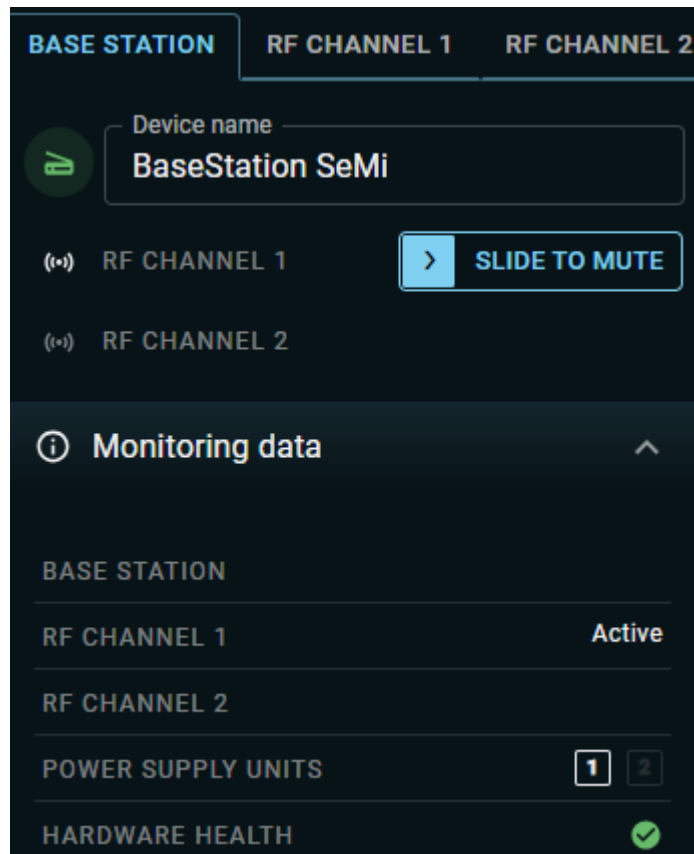 BASE STATION RF CHANNEL 1 RF CHANNEL 2
Device name
BaseStation SeMi
RF CHANNEL 1 SLIDE TO MUTE
RF CHANNEL 2
Monitoring data
BASE STATION
RF CHANNEL 1 Active
RF CHANNEL 2
POWER SUPPLY UNITS 1 2
HARDWARE HEALTH